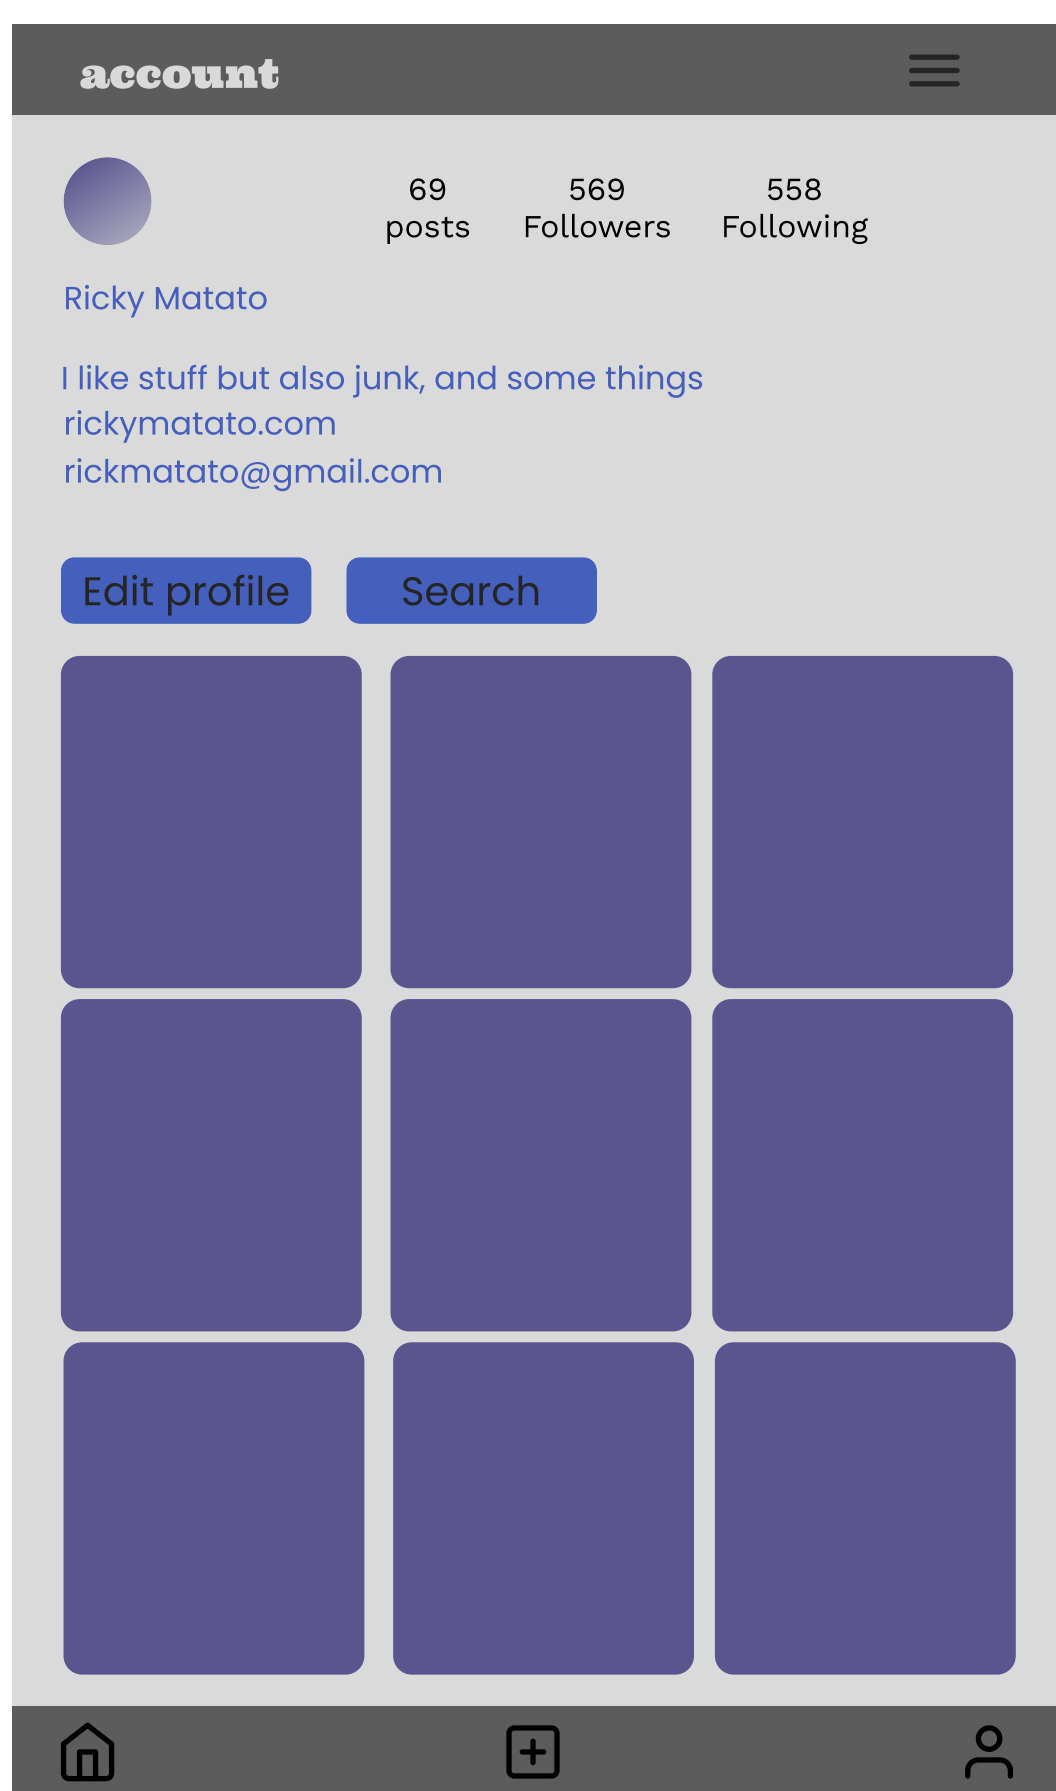 account
69 569 558
posts Followers Following
Ricky Matato
I like stuff but also junk, and some things
rickymatato.com
rickmatato@gmail.com
Edit profile Search